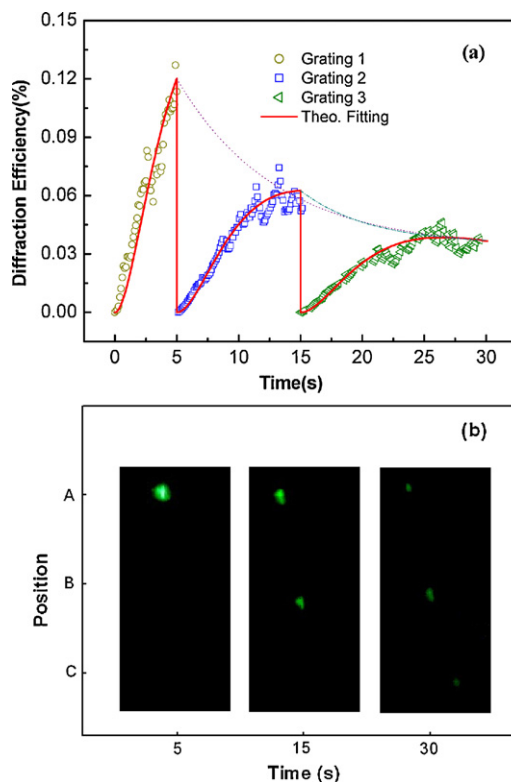 (a)
Grating 1
Grating 2
Grating 3
Theo. Fitting
Diffraction Efficiency(%)
0.15
0.12
0.09
0.06
0.03
0.00
0 5 10 15 20 25 30
Time(s)
(b)
Position
A
B
C
5 15 30
Time (s)